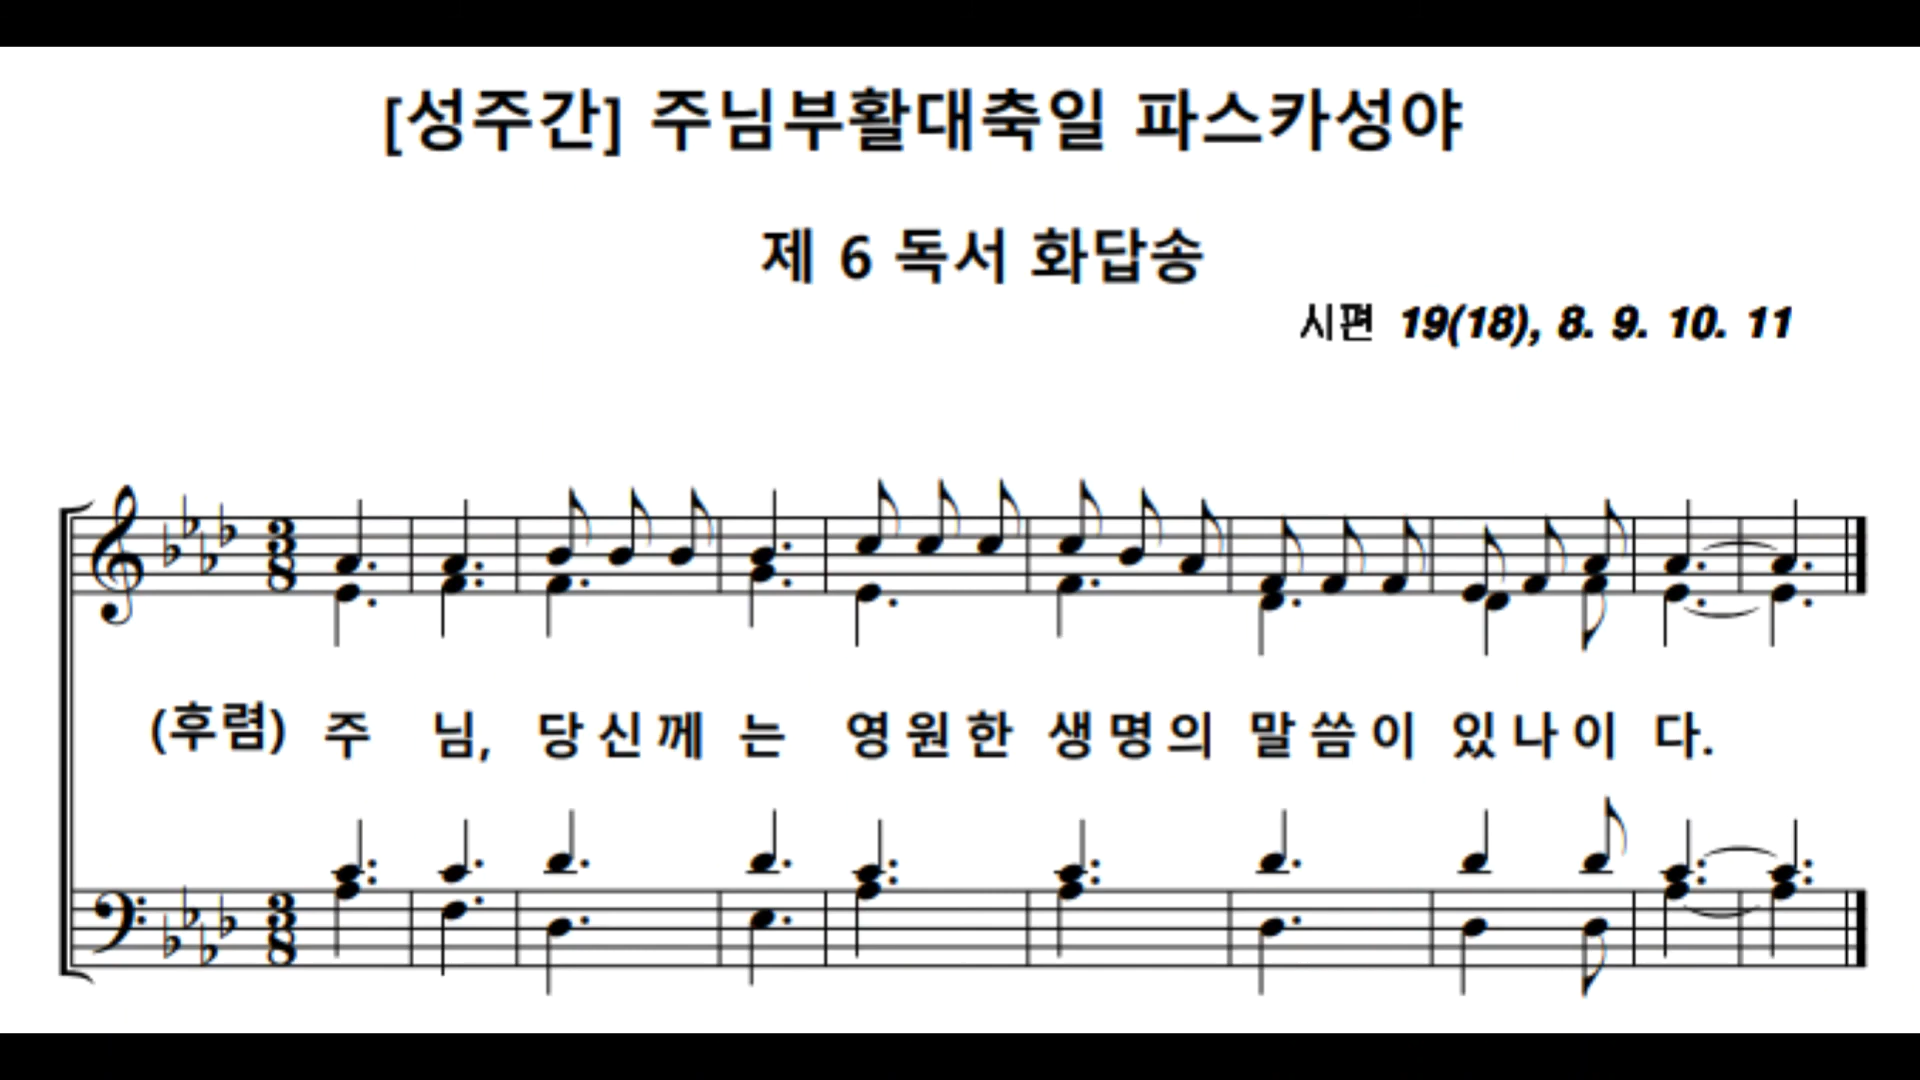 [성주간] 주님부활대축일 파스카성야
제 6 독서 화답송
시편 19(18), 8. 9. 10. 11
(후렴) 주 님, 당 신 께 는 영 원 한 생 명 의 말 씀 이 있 나 이 다.